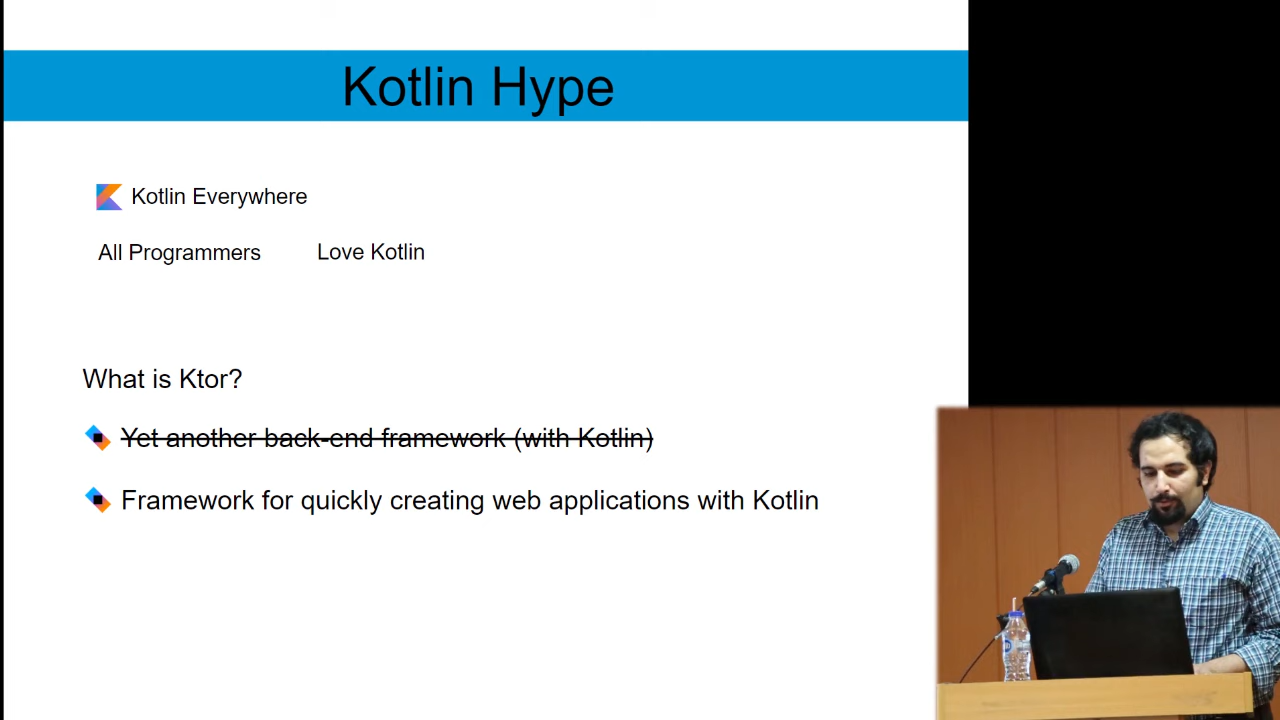 Kotlin Hype
Kotlin Everywhere
All Programmers Love Kotlin
What is Ktor?
Yet another back-end framework (with Kotlin)
Framework for quickly creating web applications with Kotlin